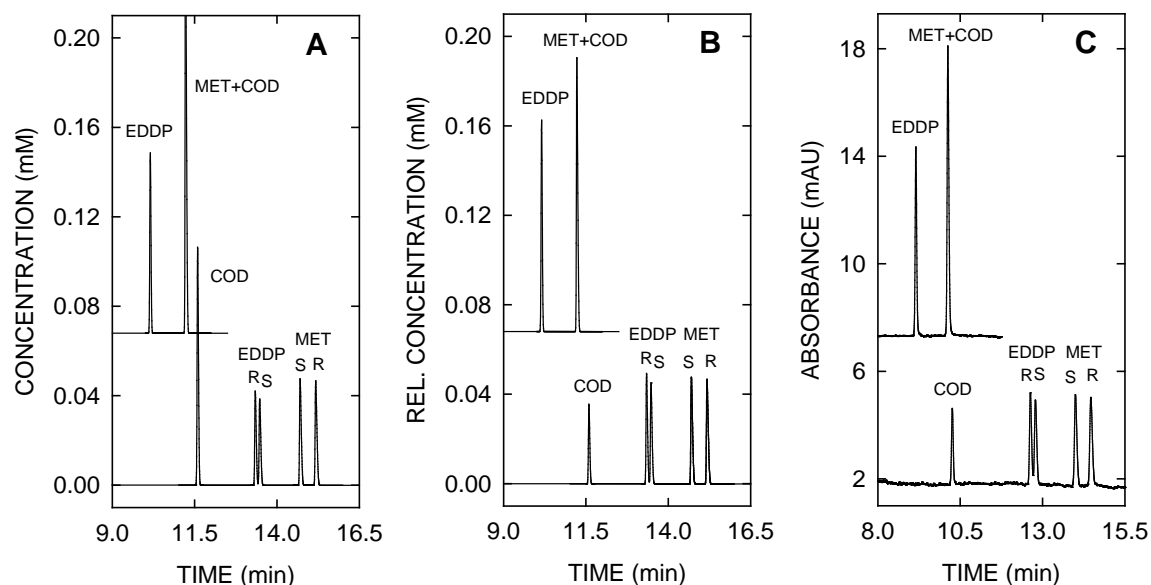 A
CONCENTRATION (mM)
0.20
0.16
0.12
0.08
0.04
0.00
EDDP
MET+COD
COD
EDDP
R S
MET
S R
9.0 11.5 14.0 16.5
TIME (min)
B
REL. CONCENTRATION (mM)
0.20
0.16
0.12
0.08
0.04
0.00
MET+COD
EDDP
COD
EDDP
R S
MET
S R
9.0 11.5 14.0 16.5
TIME (min)
C
ABSORBANCE (mAU)
18
14
10
6
2
MET+COD
EDDP
COD
EDDP
R S
MET
S R
8.0 10.5 13.0 15.5
TIME (min)